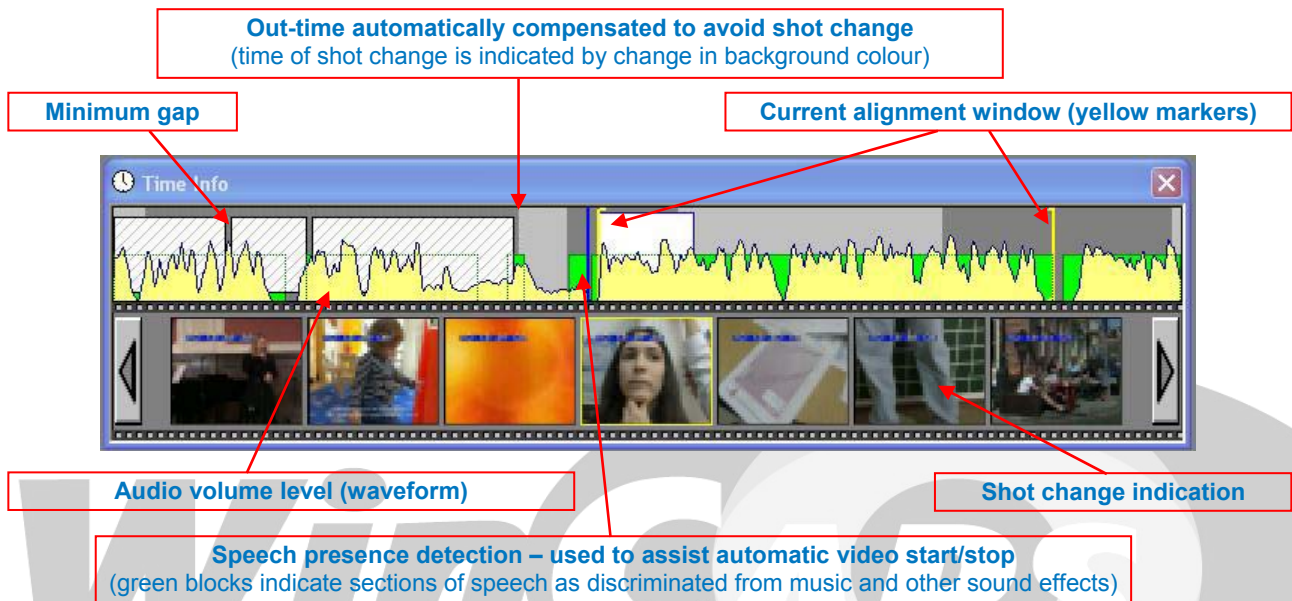 Out-time automatically compensated to avoid shot change
(time of shot change is indicated by change in background colour)
Minimum gap
Current alignment window (yellow markers)
Time Info
Audio volume level (waveform)
Shot change indication
Speech presence detection – used to assist automatic video start/stop
(green blocks indicate sections of speech as discriminated from music and other sound effects)
WinCAPS